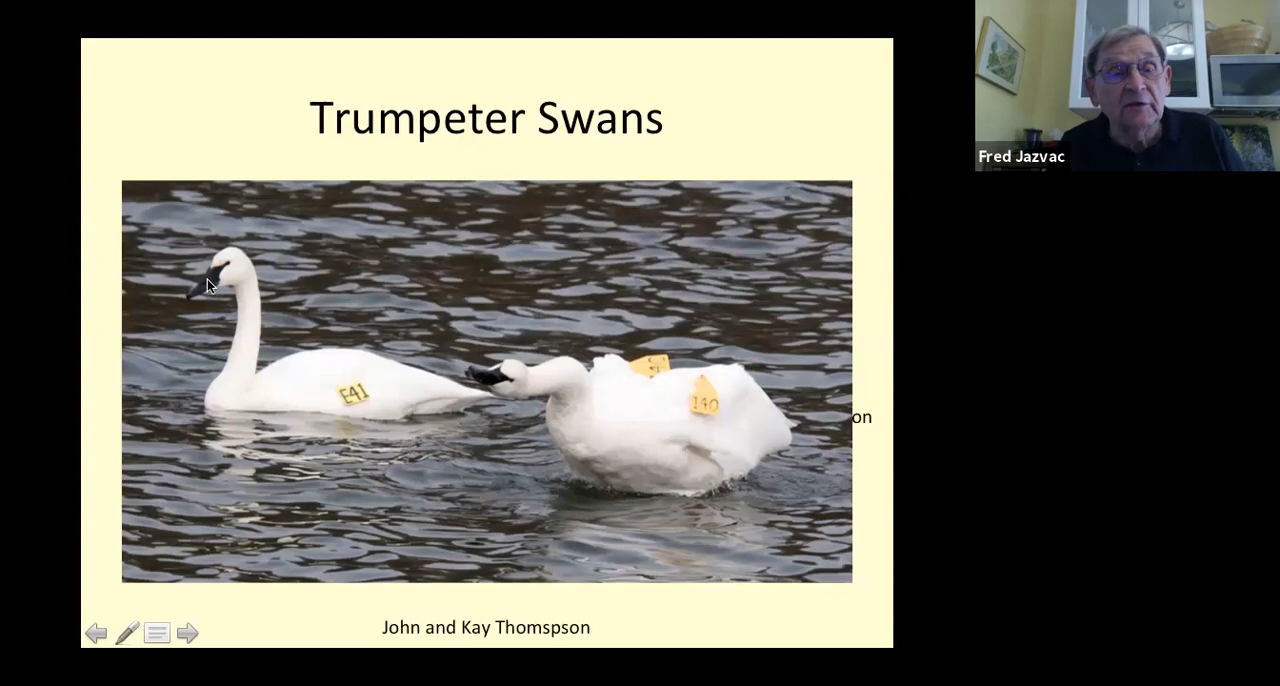 Trumpeter Swans
Fred Jazvac
E41
140
on
John and Kay Thomspson